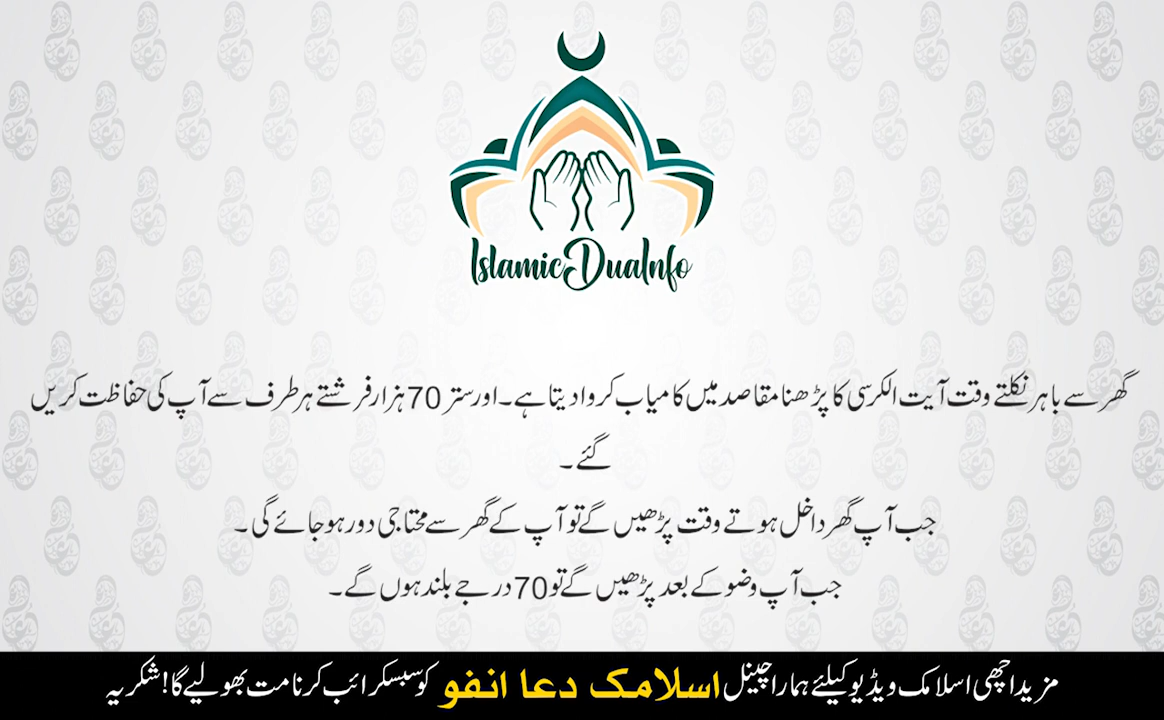 IslamicDuaInfo
گھر سے باہر نکلتے وقت آیت الکرسی کا پڑھنا مقاصد میں کامیاب کروا دیتا ہے۔ اور ستر 70 ہزار فرشتے ہر طرف سے آپ کی حفاظت کریں
گئے۔
جب آپ گھر داخل ہوتے وقت پڑھیں گے تو آپ کے گھر سے محتاجی دور ہو جائے گی۔
جب آپ وضو کے بعد پڑھیں گے تو 70 درجے بلند ہوں گے۔
مزید اچھی اسلامک ویڈیو کیلئے ہمارا چینل اسلامک دعا انفو کو سبسکرائب کرنا مت بھولیے گا! شکریہ